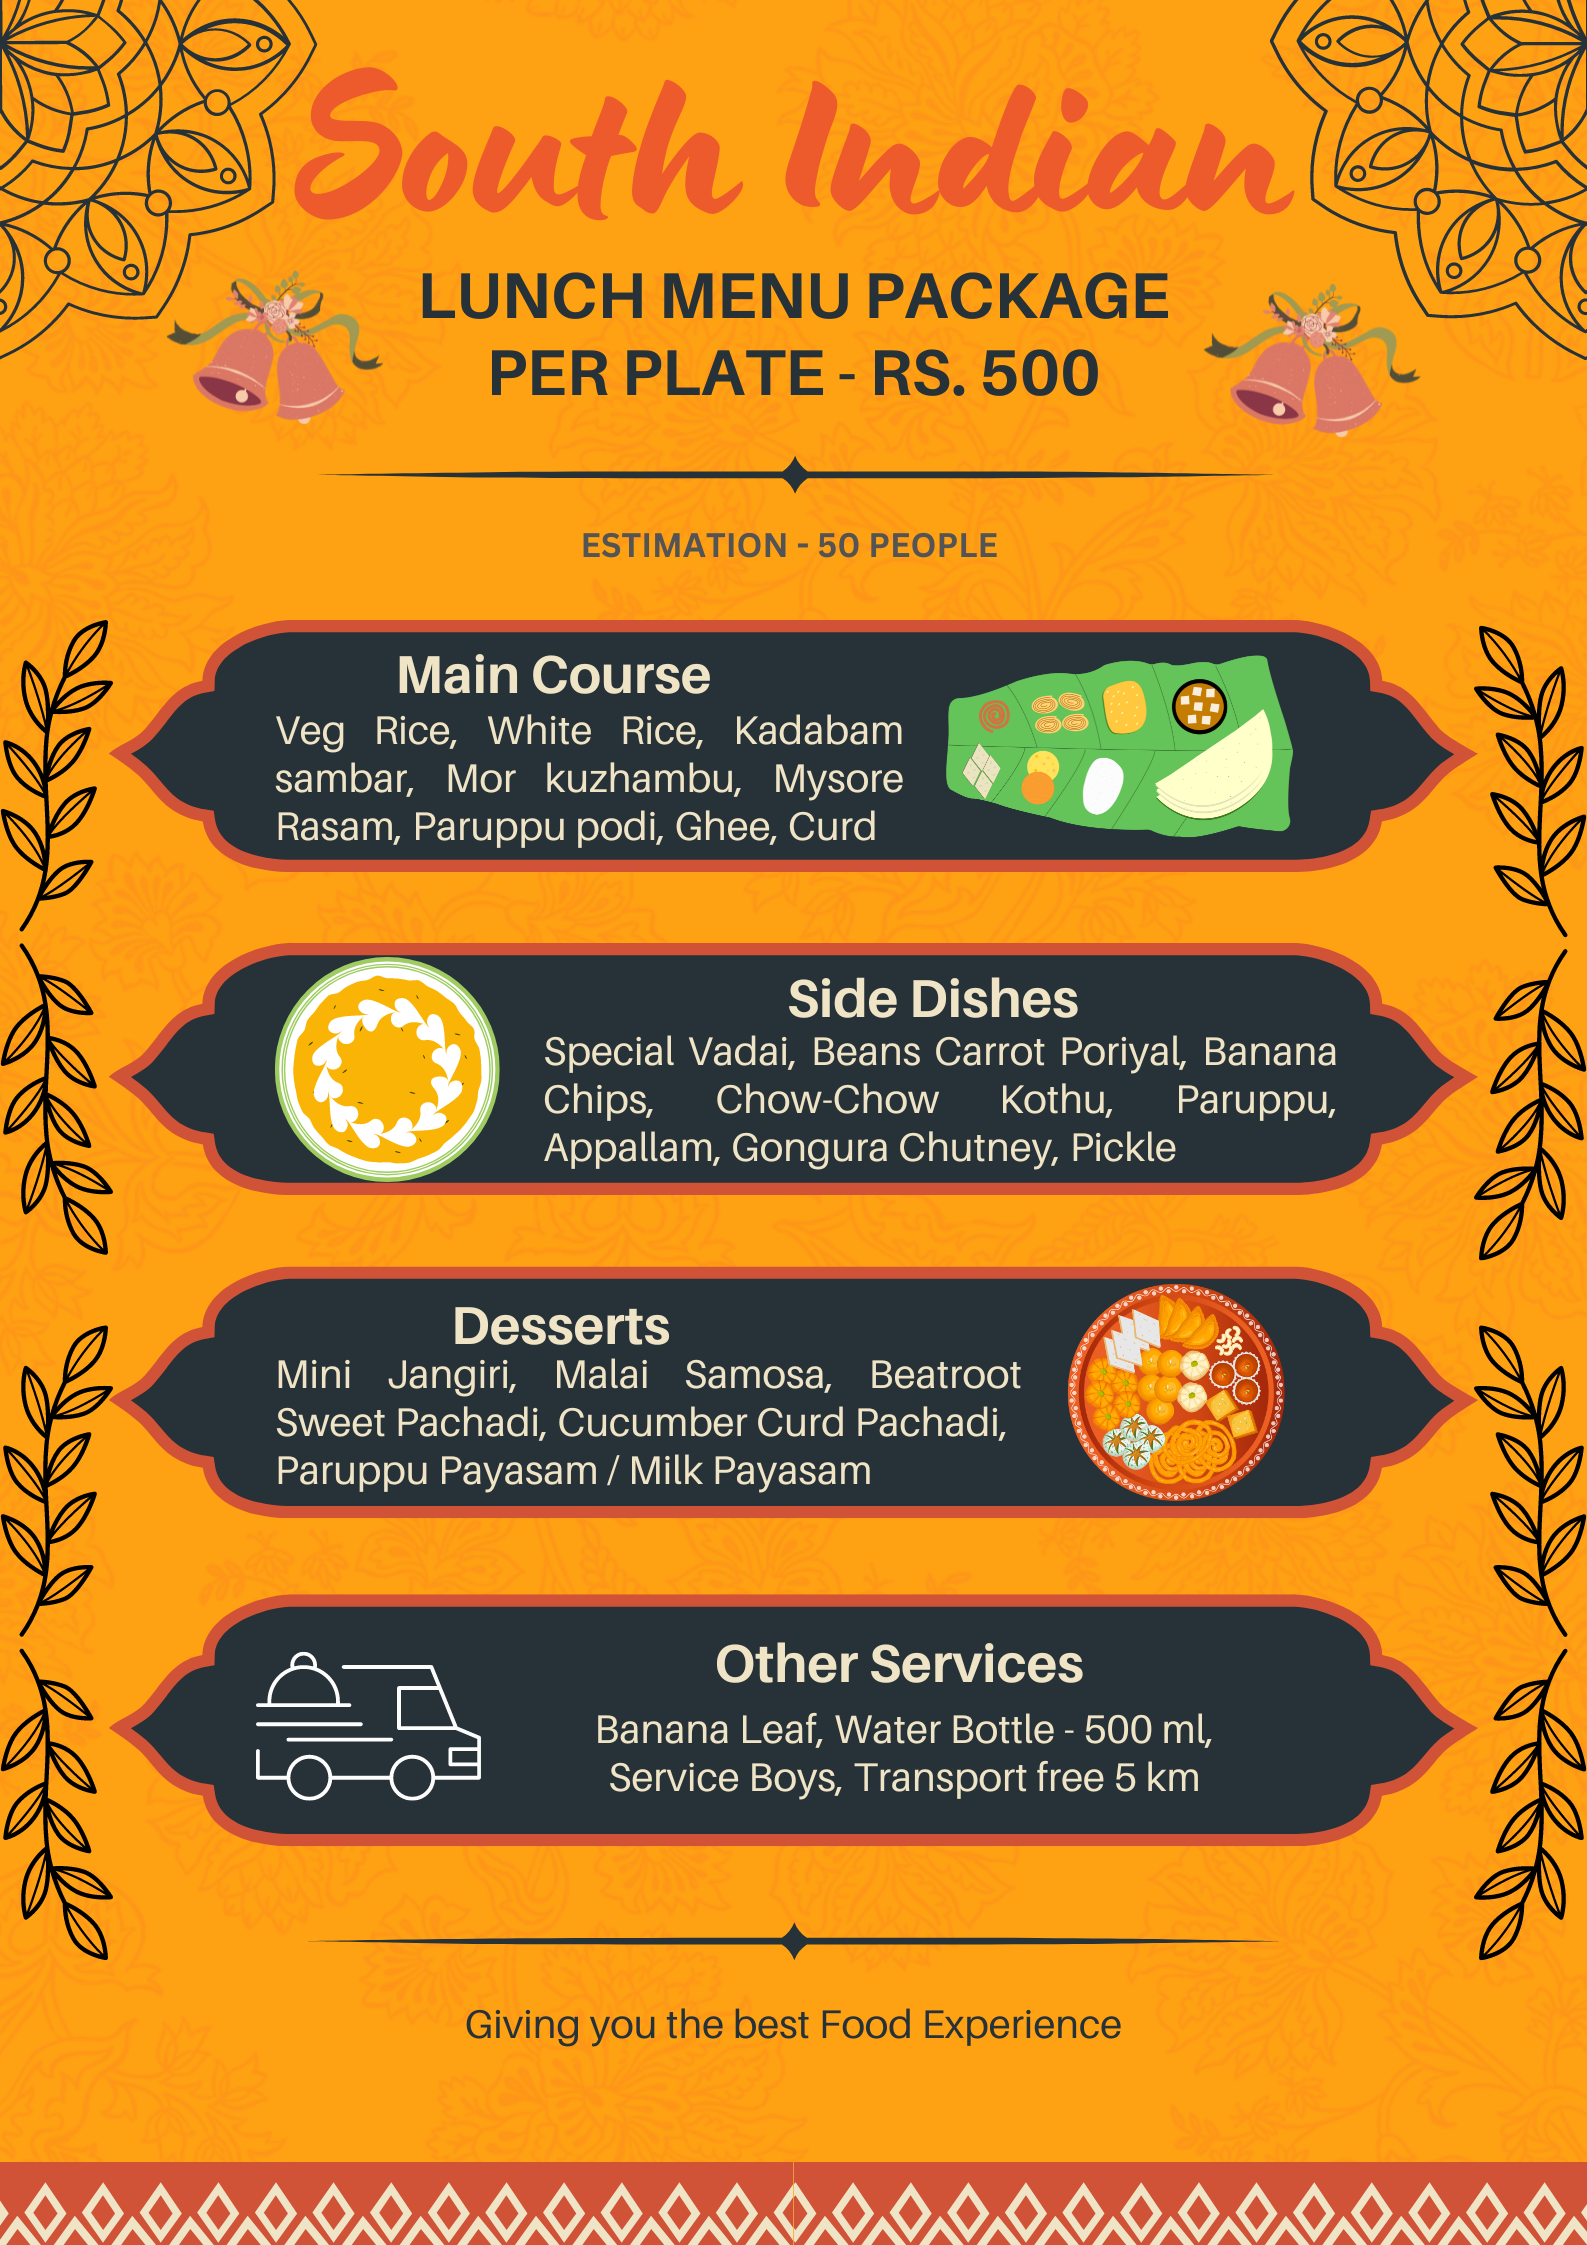 South Indian
LUNCH MENU PACKAGE
PER PLATE - RS. 500
ESTIMATION - 50 PEOPLE
Main Course
Veg Rice, White Rice, Kadabam
sambar, Mor kuzhambu, Mysore
Rasam, Paruppu podi, Ghee, Curd
Side Dishes
Special Vadai, Beans Carrot Poriyal, Banana
Chips, Chow-Chow Kothu, Paruppu,
Appallam, Gongura Chutney, Pickle
Desserts
Mini Jangiri, Malai Samosa, Beatroot
Sweet Pachadi, Cucumber Curd Pachadi,
Paruppu Payasam / Milk Payasam
Other Services
Banana Leaf, Water Bottle - 500 ml,
Service Boys, Transport free 5 km
Giving you the best Food Experience